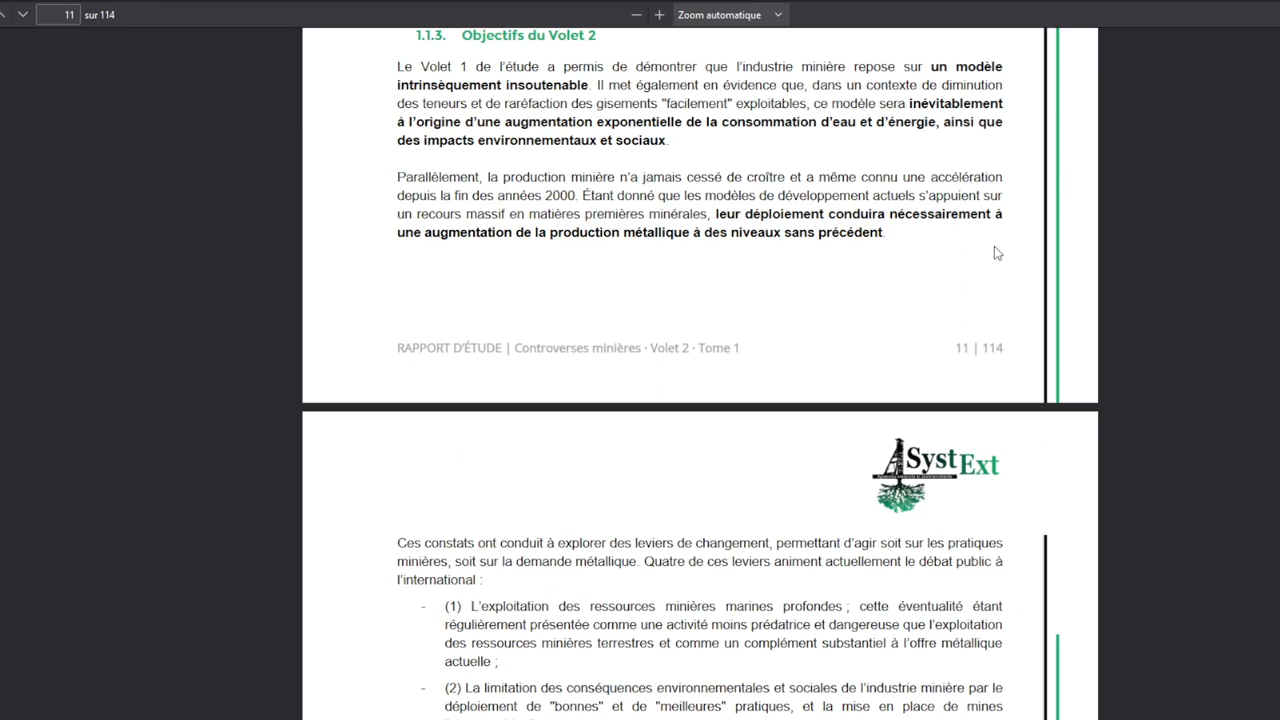 11 sur 114 Zoom automatique
1.1.3. Objectifs du Volet 2
Le Volet 1 de l'étude a permis de démontrer que l'industrie minière repose sur un modèle
intrinsèquement insoutenable. Il met également en évidence que, dans un contexte de diminution
des teneurs et de raréfaction des gisements "facilement" exploitables, ce modèle sera inévitablement
à l'origine d'une augmentation exponentielle de la consommation d'eau et d'énergie, ainsi que
des impacts environnementaux et sociaux.
Parallèlement, la production minière n'a jamais cessé de croître et a même connu une accélération
depuis la fin des années 2000. Étant donné que les modèles de développement actuels s'appuient sur
un recours massif en matières premières minérales, leur déploiement conduira nécessairement à
une augmentation de la production métallique à des niveaux sans précédent.
RAPPORT D'ÉTUDE | Controverses minières · Volet 2 · Tome 1 11 | 114
SystExt
Ces constats ont conduit à explorer des leviers de changement, permettant d'agir soit sur les pratiques
minières, soit sur la demande métallique. Quatre de ces leviers animent actuellement le débat public à
l'international :
- (1) L'exploitation des ressources minières marines profondes ; cette éventualité étant
régulièrement présentée comme une activité moins prédatrice et dangereuse que l'exploitation
des ressources minières terrestres et comme un complément substantiel à l'offre métallique
actuelle ;
- (2) La limitation des conséquences environnementales et sociales de l'industrie minière par le
déploiement de "bonnes" et de "meilleures" pratiques, et la mise en place de mines